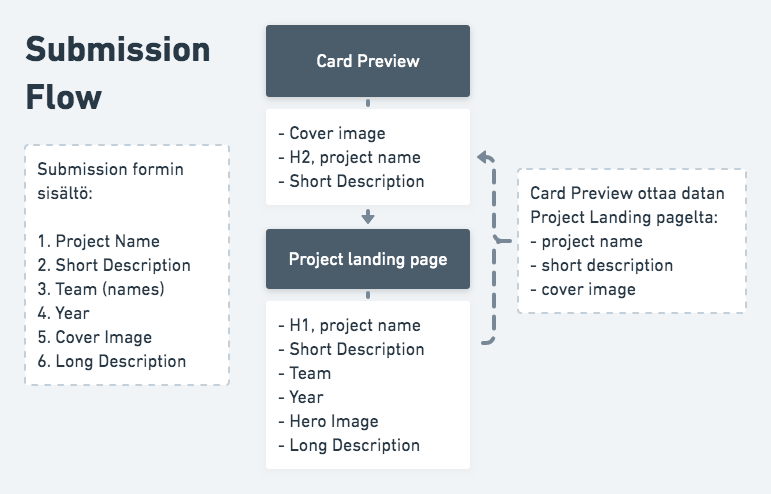 Submission
Flow
Submission formin
sisältö:
1. Project Name
2. Short Description
3. Team (names)
4. Year
5. Cover Image
6. Long Description
Card Preview
- Cover image
- H2, project name
- Short Description
Project landing page
- H1, project name
- Short Description
- Team
- Year
- Hero Image
- Long Description
Card Preview ottaa datan
Project Landing pagelta:
- project name
- short description
- cover image